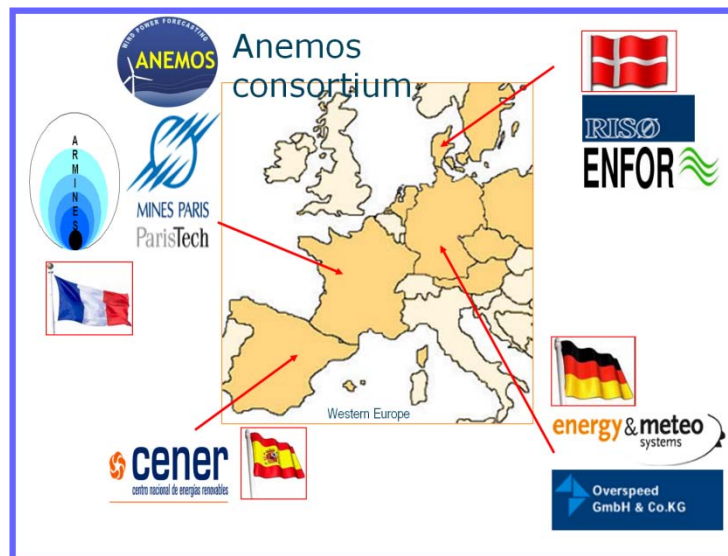 WIND POWER FORECASTING
ANEMOS
Anemos
consortium
ARMINES
MINES PARIS
ParisTech
RISØ
ENFOR
Western Europe
cener
centro nacional de energías renovables
energy & meteo
systems
Overspeed
GmbH & Co.KG